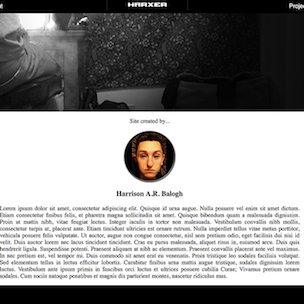 t HARXER Projec
Site created by...
Harrison A.R. Balogh
Lorem ipsum dolor sit amet, consectetur adipiscing elit. Quisque id urna augue. Nulla posuere vel enim sit amet dictum.
Etiam consectetur finibus felis, et pharetra magna sollicitudin sit amet. Quisque bibendum quam a malesuada dignissim.
Proin ut mattis nibh, vitae feugiat lectus. Integer iaculis in tortor non malesuada. Vestibulum convallis nibh mollis,
consectetur turpis at, placerat ante. Etiam tincidunt ultrices est ornare rutrum. Nulla imperdiet tellus vitae metus porttitor,
vehicula posuere felis vulputate. Ut auctor, augue non congue consectetur, nisl sem pretium odio, eget facilisis dui nisi id
velit. Duis auctor lorem nec lacus tincidunt tincidunt. Cras eu purus malesuada, aliquet risus in, euismod arcu. Duis quis
hendrerit ligula. Suspendisse potenti. Praesent aliquam at nibh ac elementum. Praesent convallis placerat ante vel maximus.
In nec pretium est, vel tempor mi. Duis commodo sit amet erat eu venenatis. Proin tristique leo sodales facilisis volutpat.
Sed elementum tellus in lectus efficitur lobortis. Curabitur finibus eros mattis urna augue tristique, sodales dignissim lorem.
Vestibulum ante ipsum primis in faucibus orci luctus et ultrices posuere cubilia Curae; Vivamus pretium ornare
sodales. Cum sociis natoque penatibus et magnis dis parturient montes, nascetur ridiculus mus.